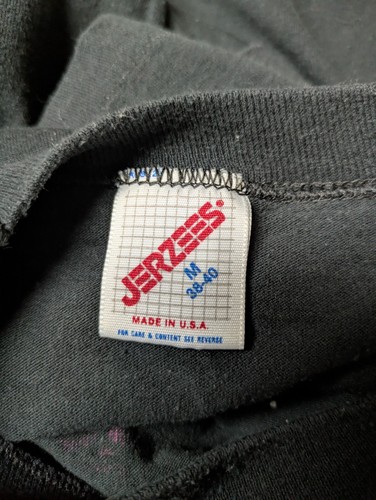 JERZEES®
M
38-40
MADE IN U.S.A.
FOR CARE & CONTENT SEE REVERSE